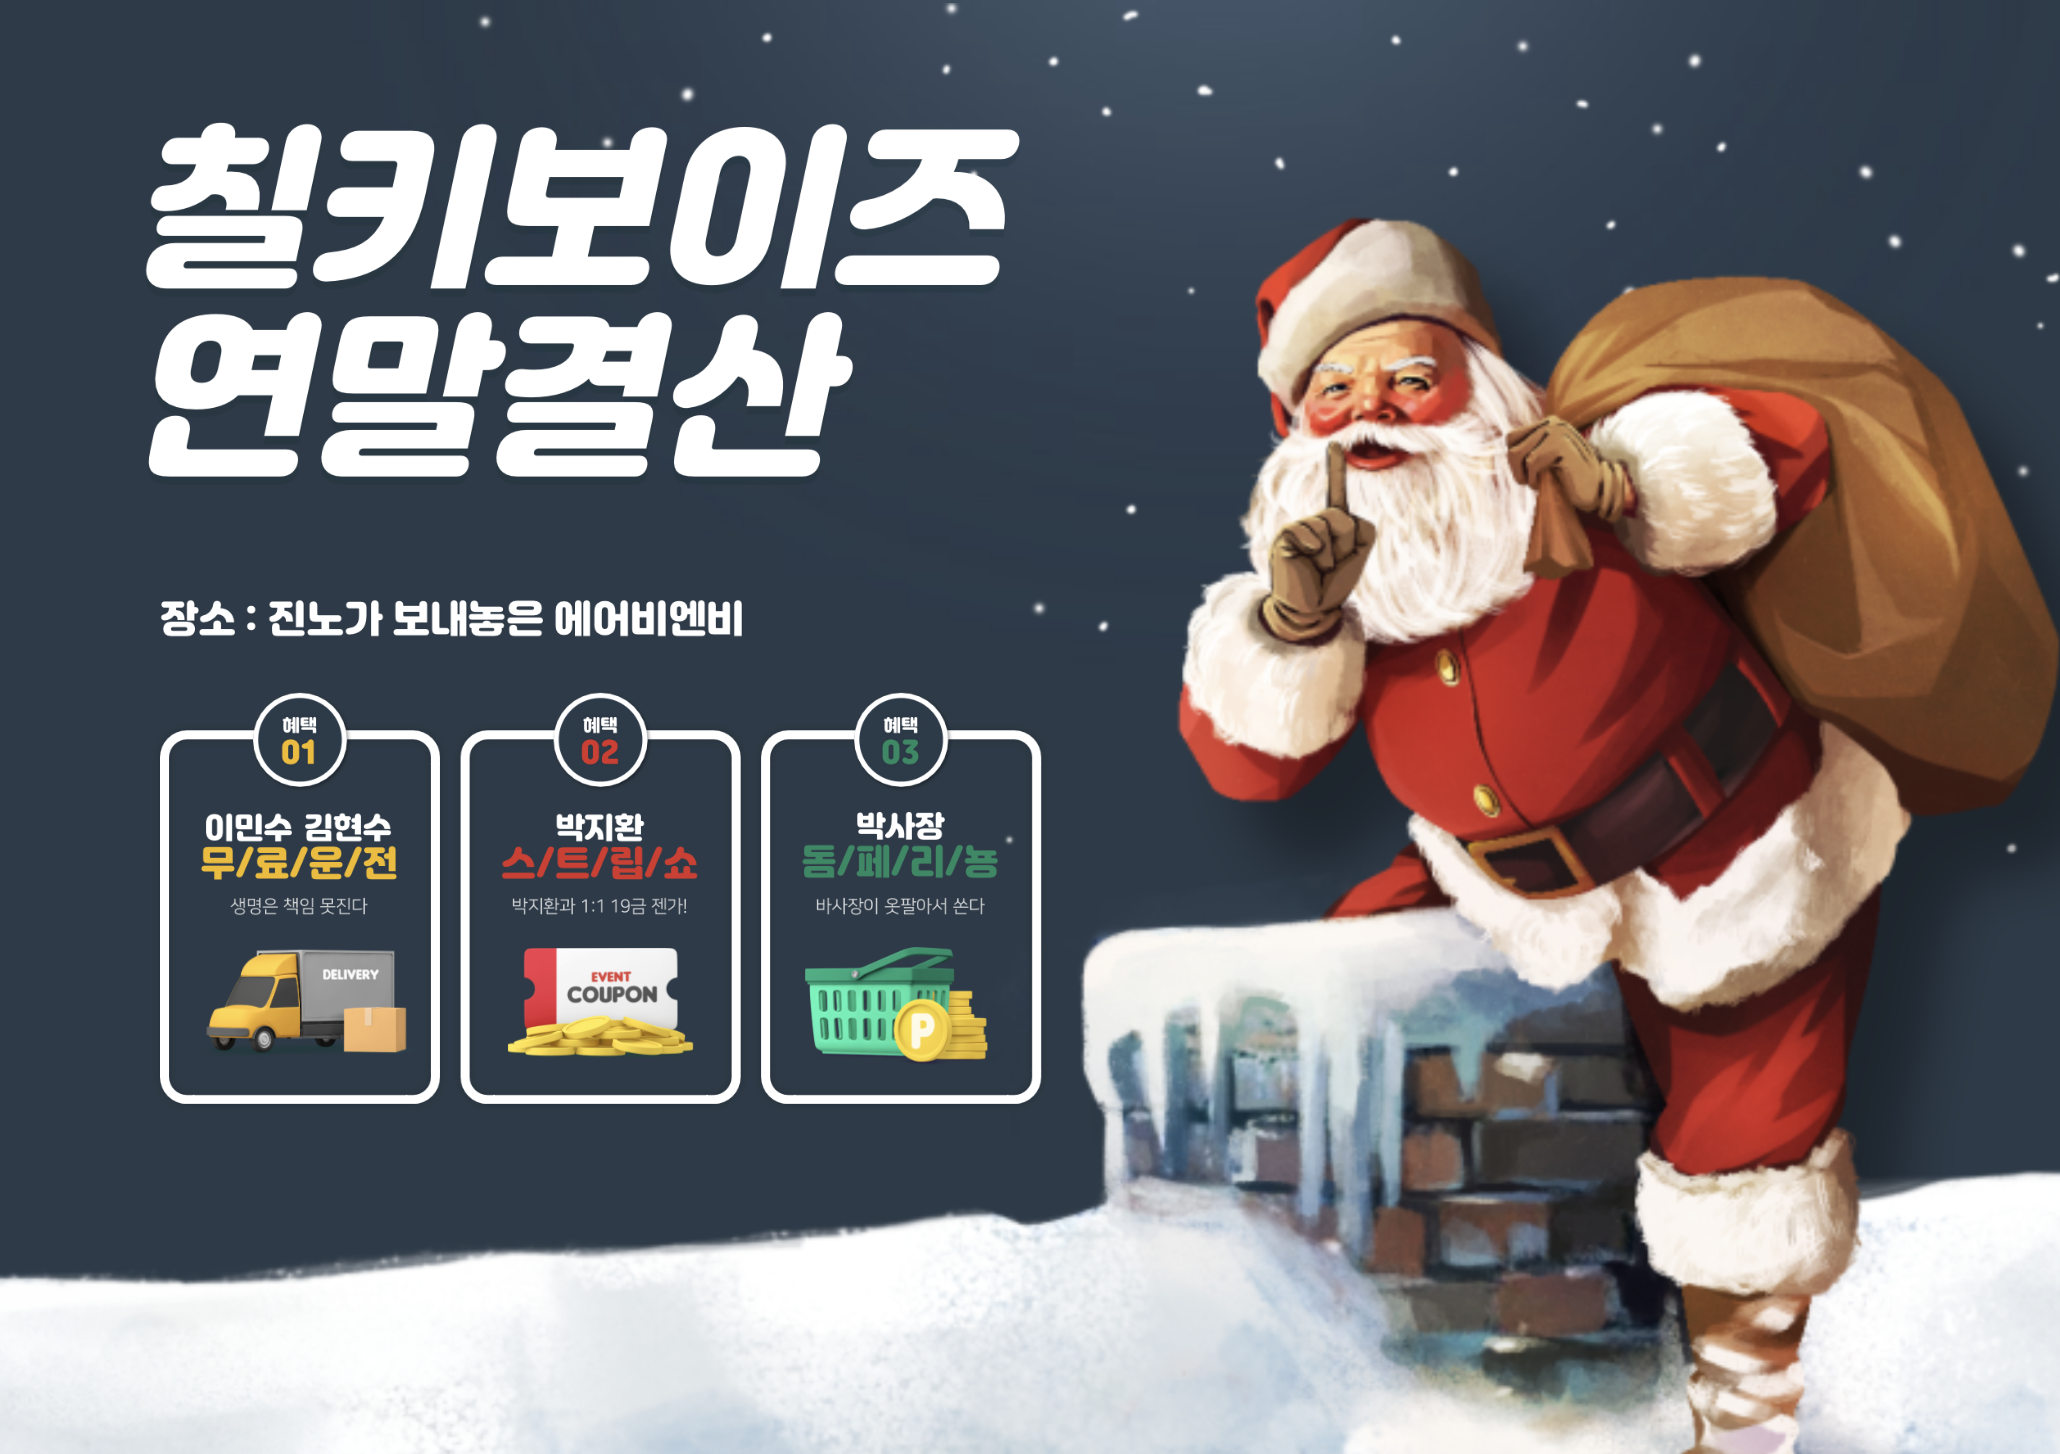 칠키보이즈
연말결산
장소 : 진노가 보내놓은 에어비엔비
혜택
01
이민수 김현수
무/료/운/전
생명은 책임 못진다
DELIVERY
혜택
02
박지환
스/트/립/쇼
박지환과 1:1 19금 젠가!
EVENT
COUPON
혜택
03
박사장
돔/페/리/뇽
바사장이 옷팔아서 쏜다
P